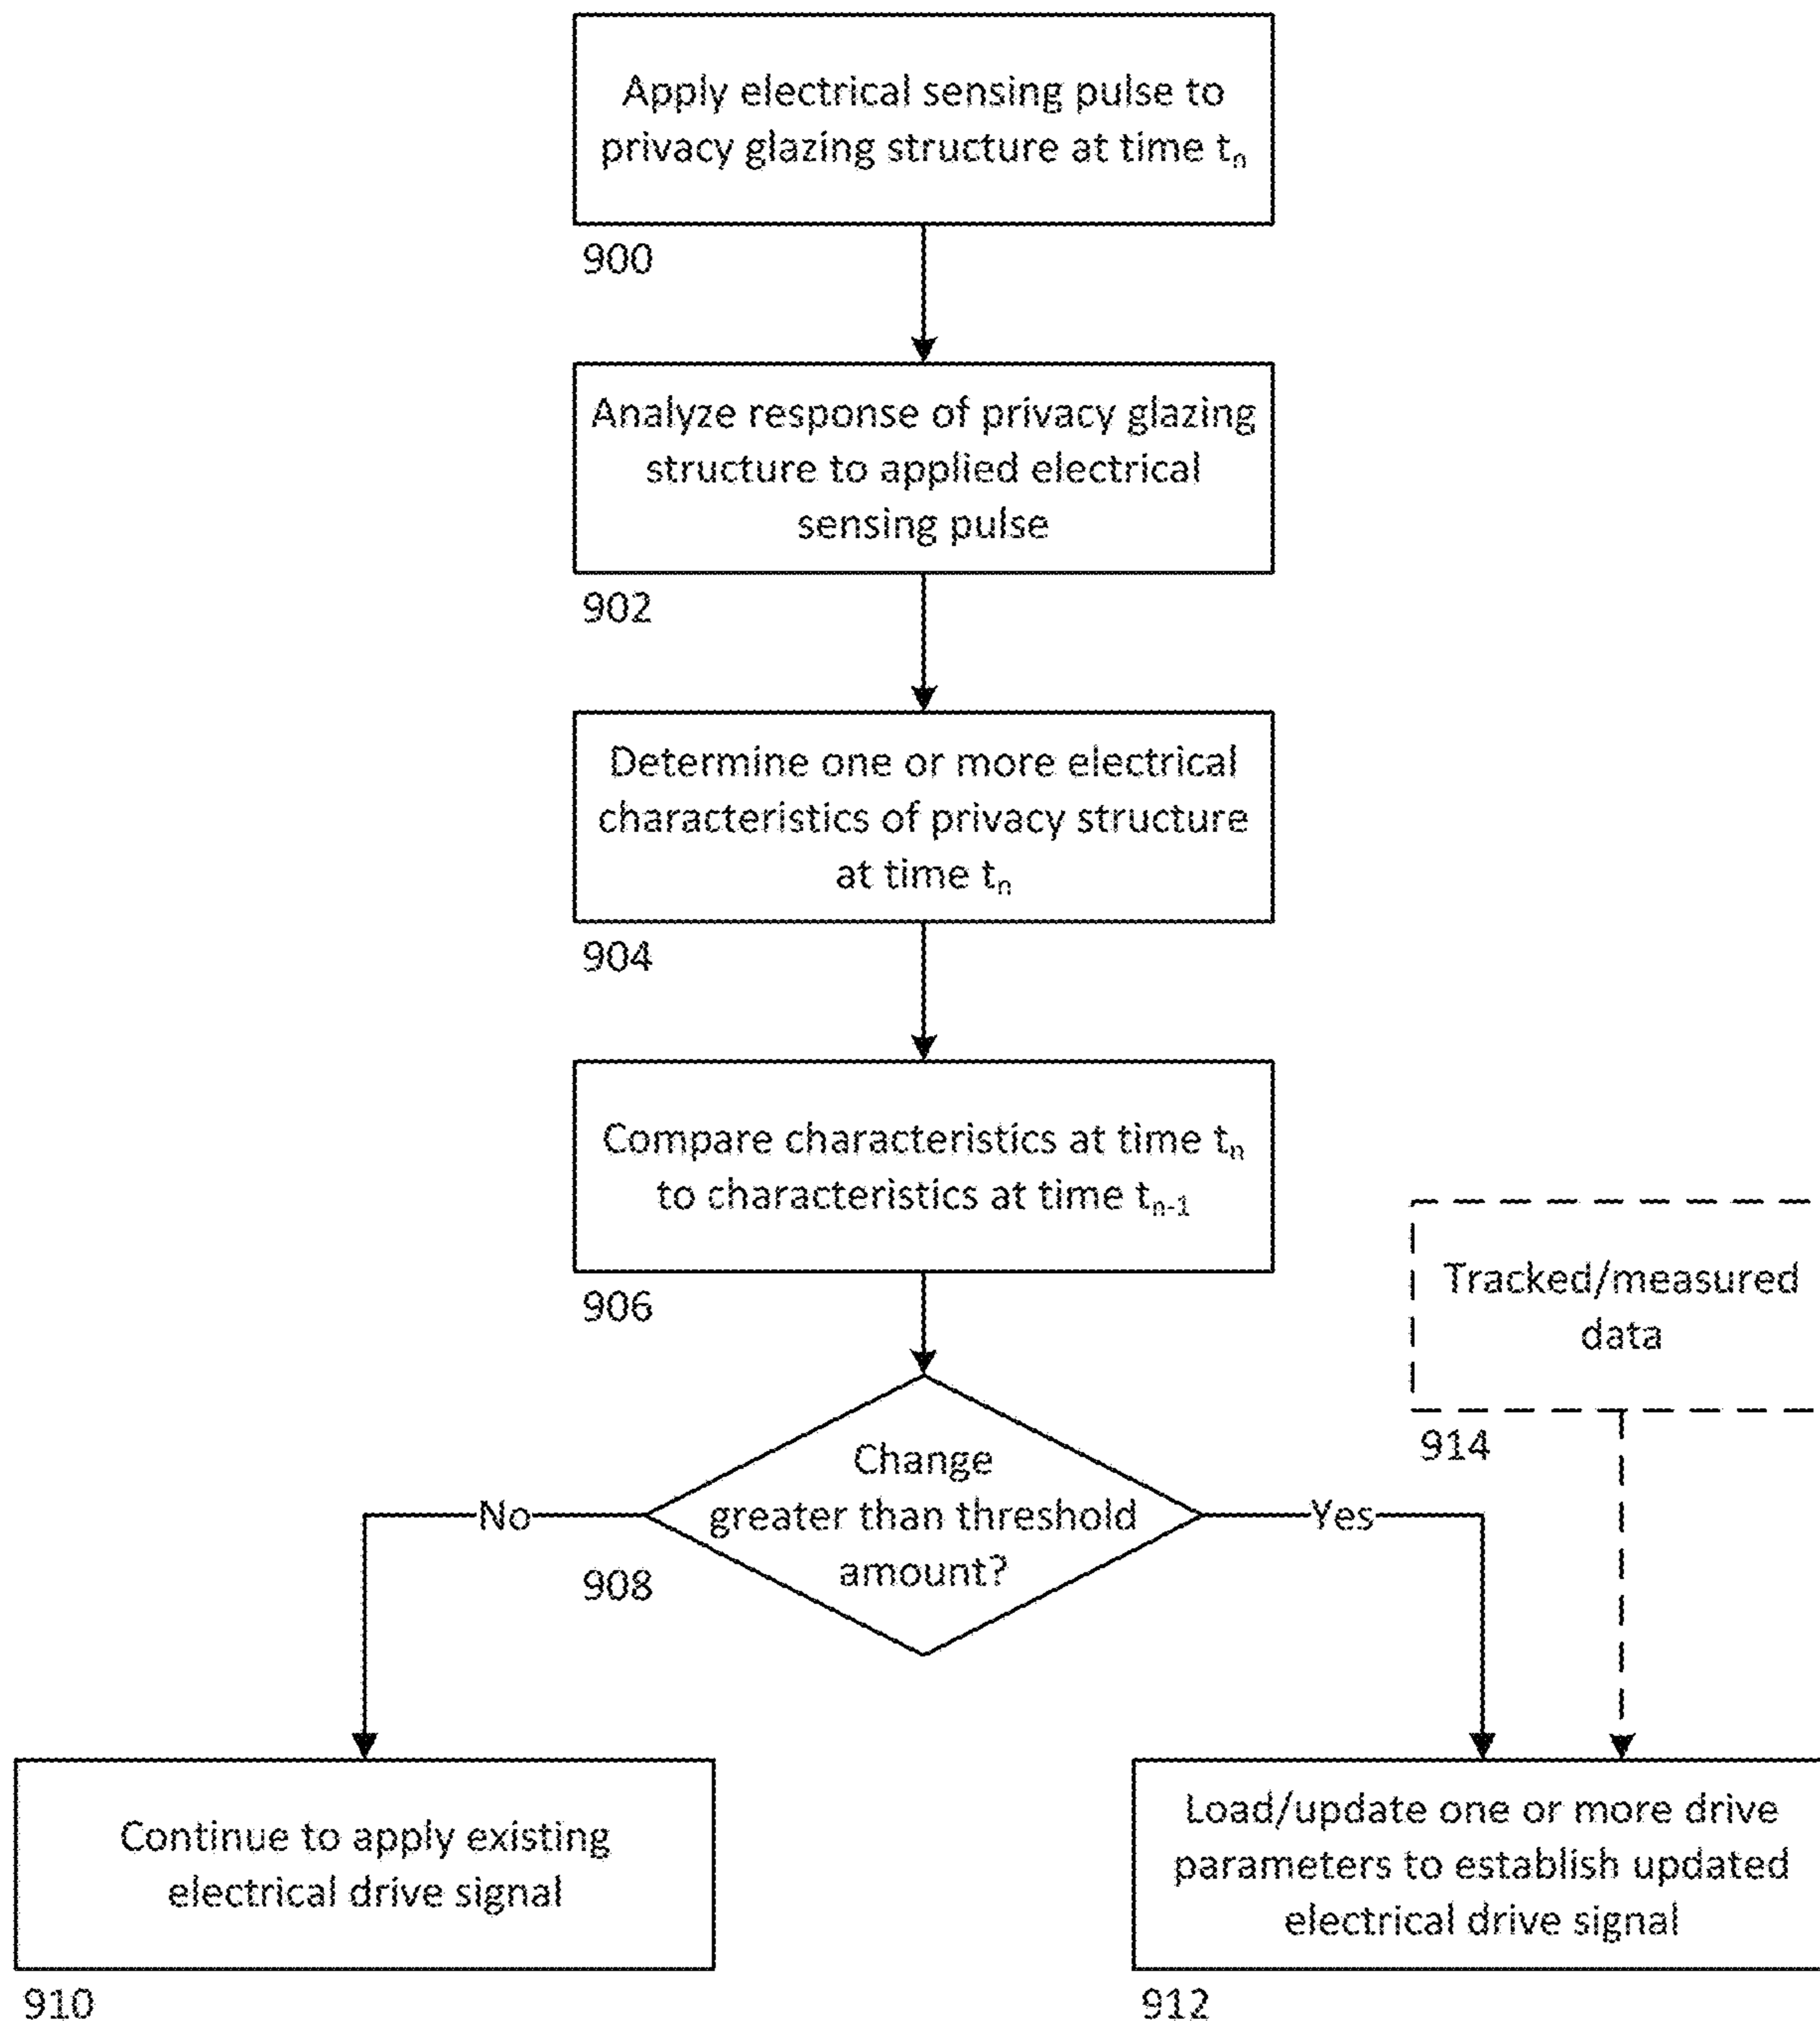 Apply electrical sensing pulse to
privacy glazing structure at time tₙ
900
Analyze response of privacy glazing
structure to applied electrical
sensing pulse
902
Determine one or more electrical
characteristics of privacy structure
at time tₙ
904
Compare characteristics at time tₙ
to characteristics at time tₙ₋₁
906
Tracked/measured
data
914
Change
greater than threshold
amount?
No
Yes
908
Continue to apply existing
electrical drive signal
910
Load/update one or more drive
parameters to establish updated
electrical drive signal
912